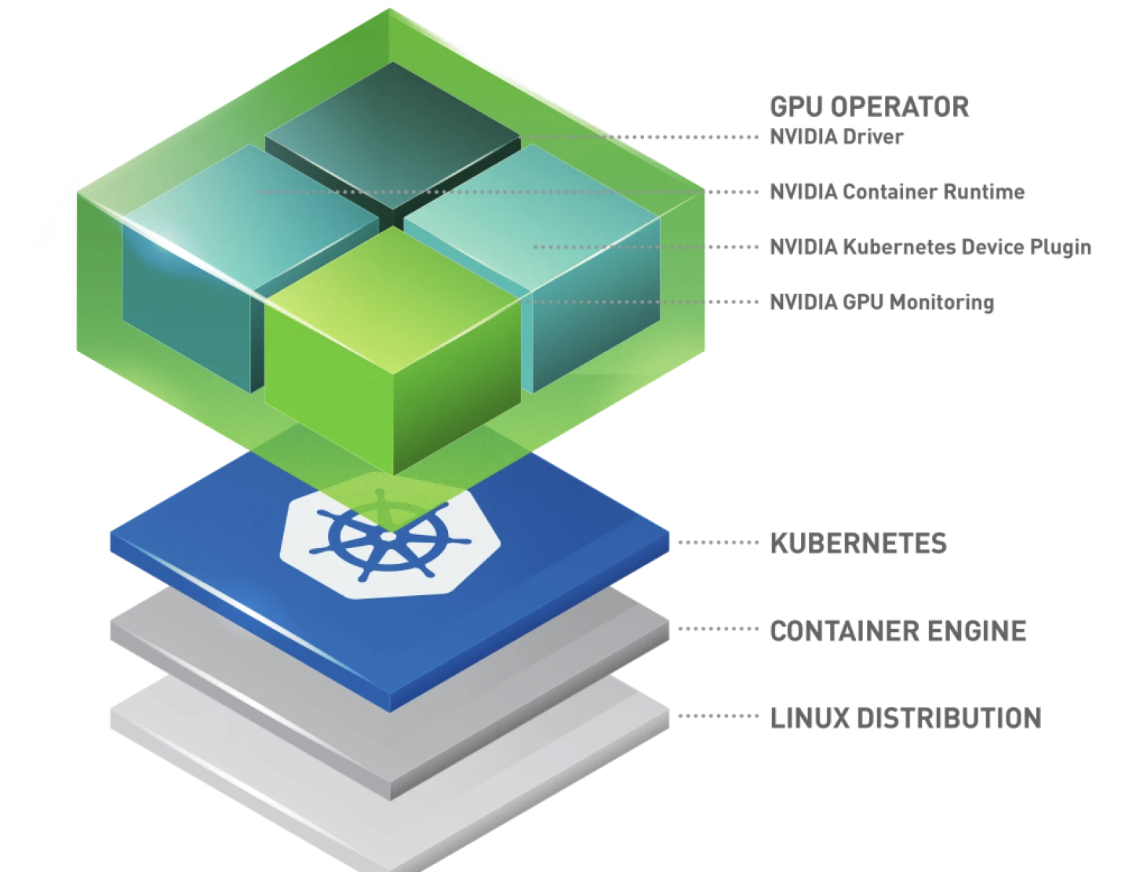 GPU OPERATOR
NVIDIA Driver
NVIDIA Container Runtime
NVIDIA Kubernetes Device Plugin
NVIDIA GPU Monitoring
KUBERNETES
CONTAINER ENGINE
LINUX DISTRIBUTION